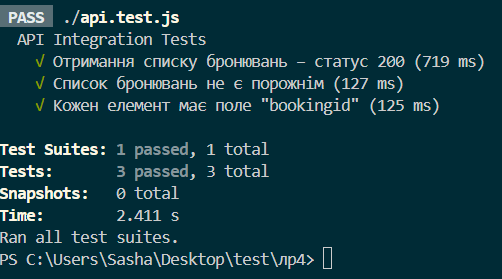 PASS ./api.test.js
API Integration Tests
√ Отримання списку бронювань – статус 200 (719 ms)
√ Список бронювань не є порожнім (127 ms)
√ Кожен елемент має поле "bookingid" (125 ms)
Test Suites: 1 passed, 1 total
Tests: 3 passed, 3 total
Snapshots: 0 total
Time: 2.411 s
Ran all test suites.
PS C:\Users\Sasha\Desktop\test\лр4>